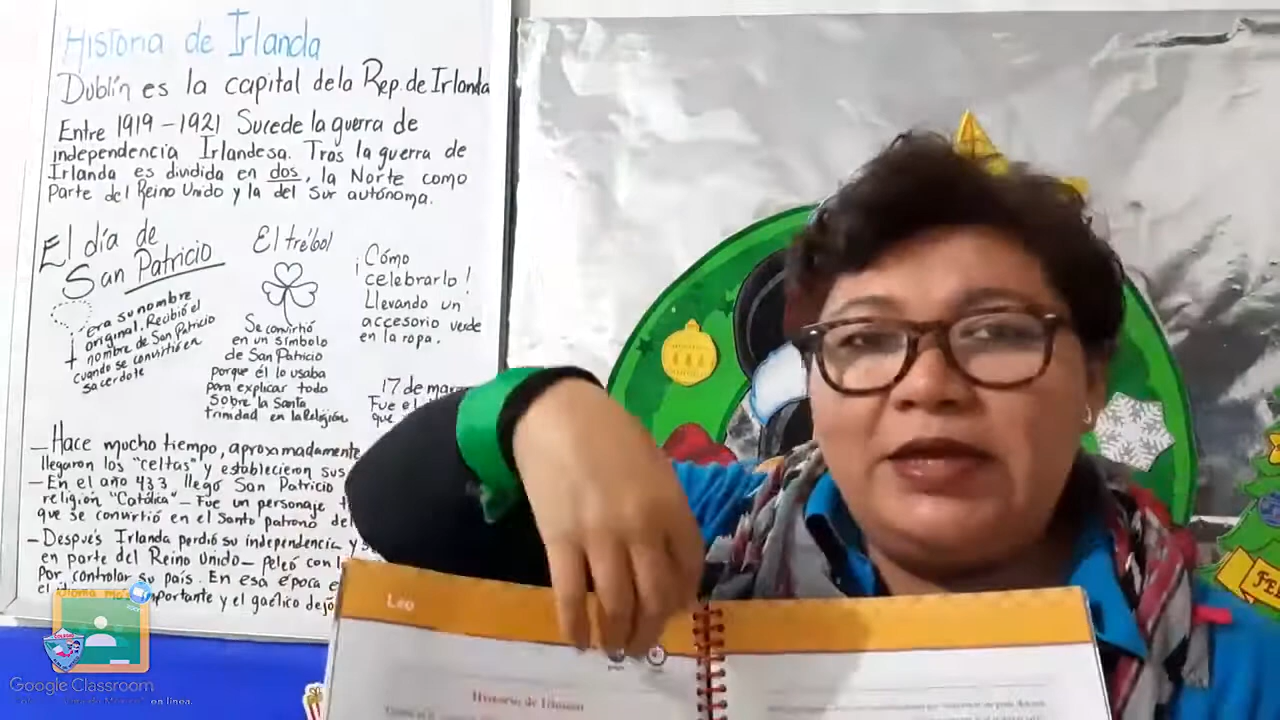 Historia de Irlanda
Dublín es la capital dela Rep. de Irlanda
Entre 1919 – 1921 Sucede la guerra de
independencia Irlandesa. Tras la guerra de
Irlanda es dividida en dos, la Norte como
parte del Reino Unido y la del Sur autónoma.
El día de
San Patricio
era su nombre
original. Recibió el
nombre de San Patricio
cuando se convirtió en
sacerdote
El trébol
Se convirtió
en un símbolo
de San Patricio
porque él lo usaba
para explicar todo
sobre la Santa
trinidad en la Religión
¡Cómo
celebrarlo!
Llevando un
accesorio verde
en la ropa.
17 de
Fue el
que
– Hace mucho tiempo, aproximadamente
llegaron los "celtas" y establecieron sus
– En el año 433 llegó San Patricio
religión "Católica" – Fue un personaje
que se convirtió en el Santo patrono
– Después Irlanda perdió su independencia y
en parte del Reino Unido – peleó con
por controlar su país. En esa época
el idioma importante y el gaélico
Leo
Historia de Irlanda
Google Classroom
en línea.